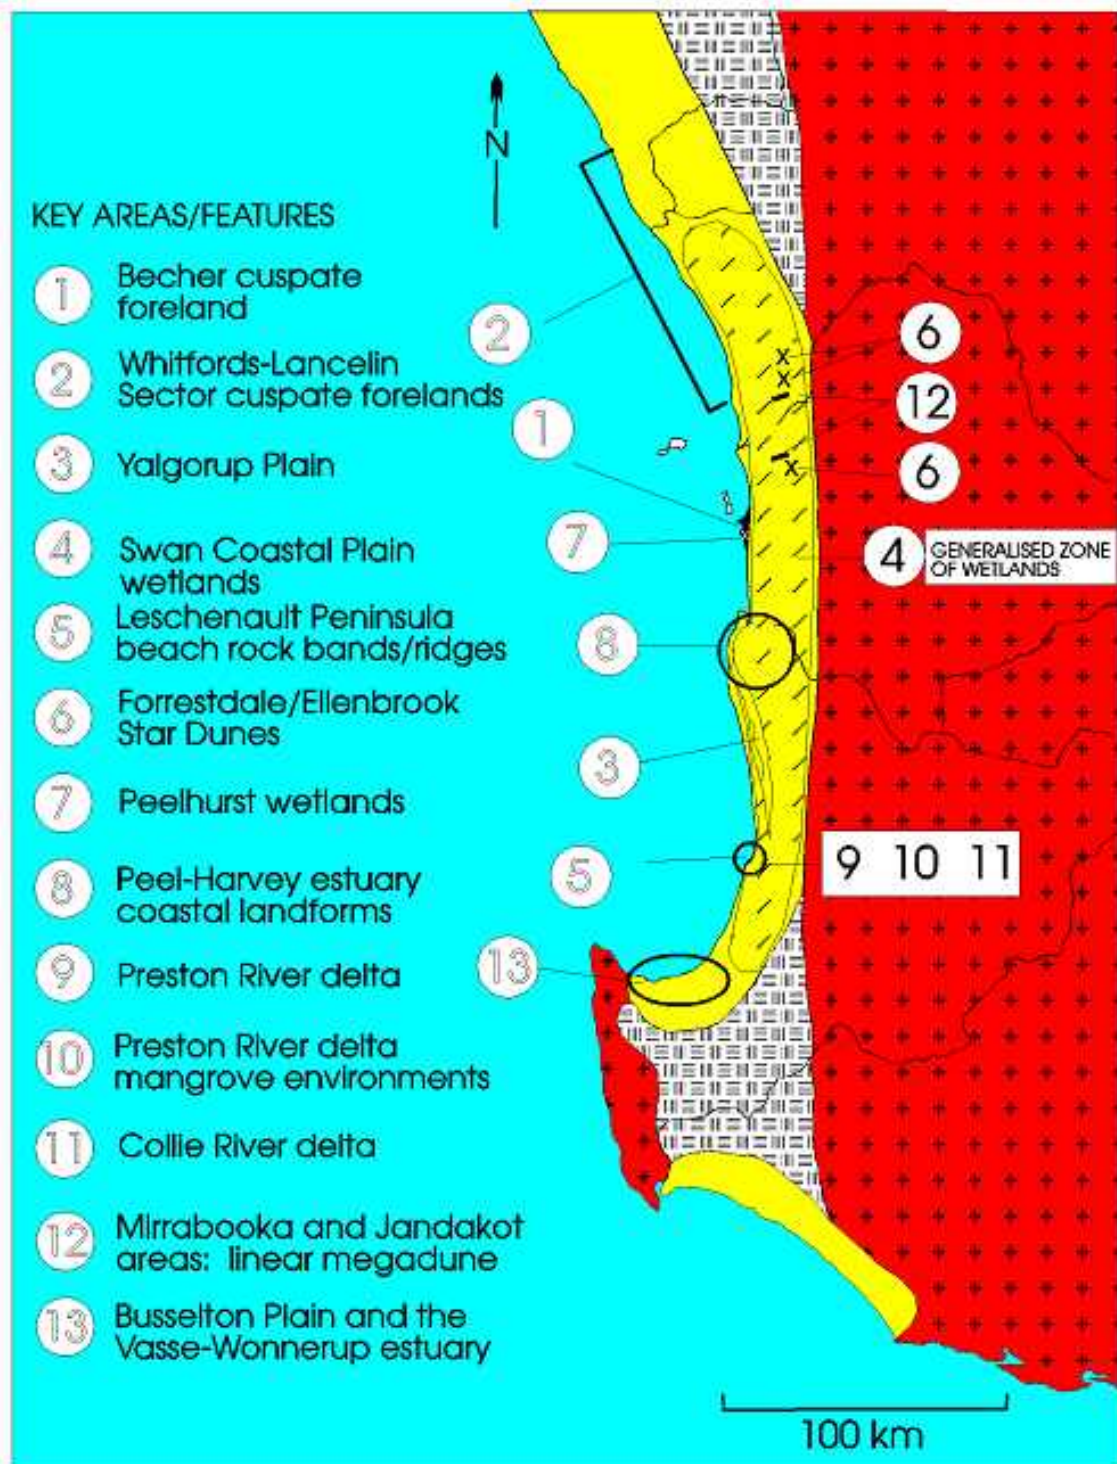 N
KEY AREAS/FEATURES
1 Becher cuspate
foreland
2 Whitfords-Lancelin
Sector cuspate forelands
3 Yalgorup Plain
4 Swan Coastal Plain
wetlands
5 Leschenault Peninsula
beach rock bands/ridges
6 Forrestdale/Ellenbrook
Star Dunes
7 Peelhurst wetlands
8 Peel-Harvey estuary
coastal landforms
9 Preston River delta
10 Preston River delta
mangrove environments
11 Collie River delta
12 Mirrabooka and Jandakot
areas: linear megadune
13 Busselton Plain and the
Vasse-Wonnerup estuary
2
6
12
1
6
7
4 GENERALISED ZONE
OF WETLANDS
8
3
9 10 11
5
13
100 km